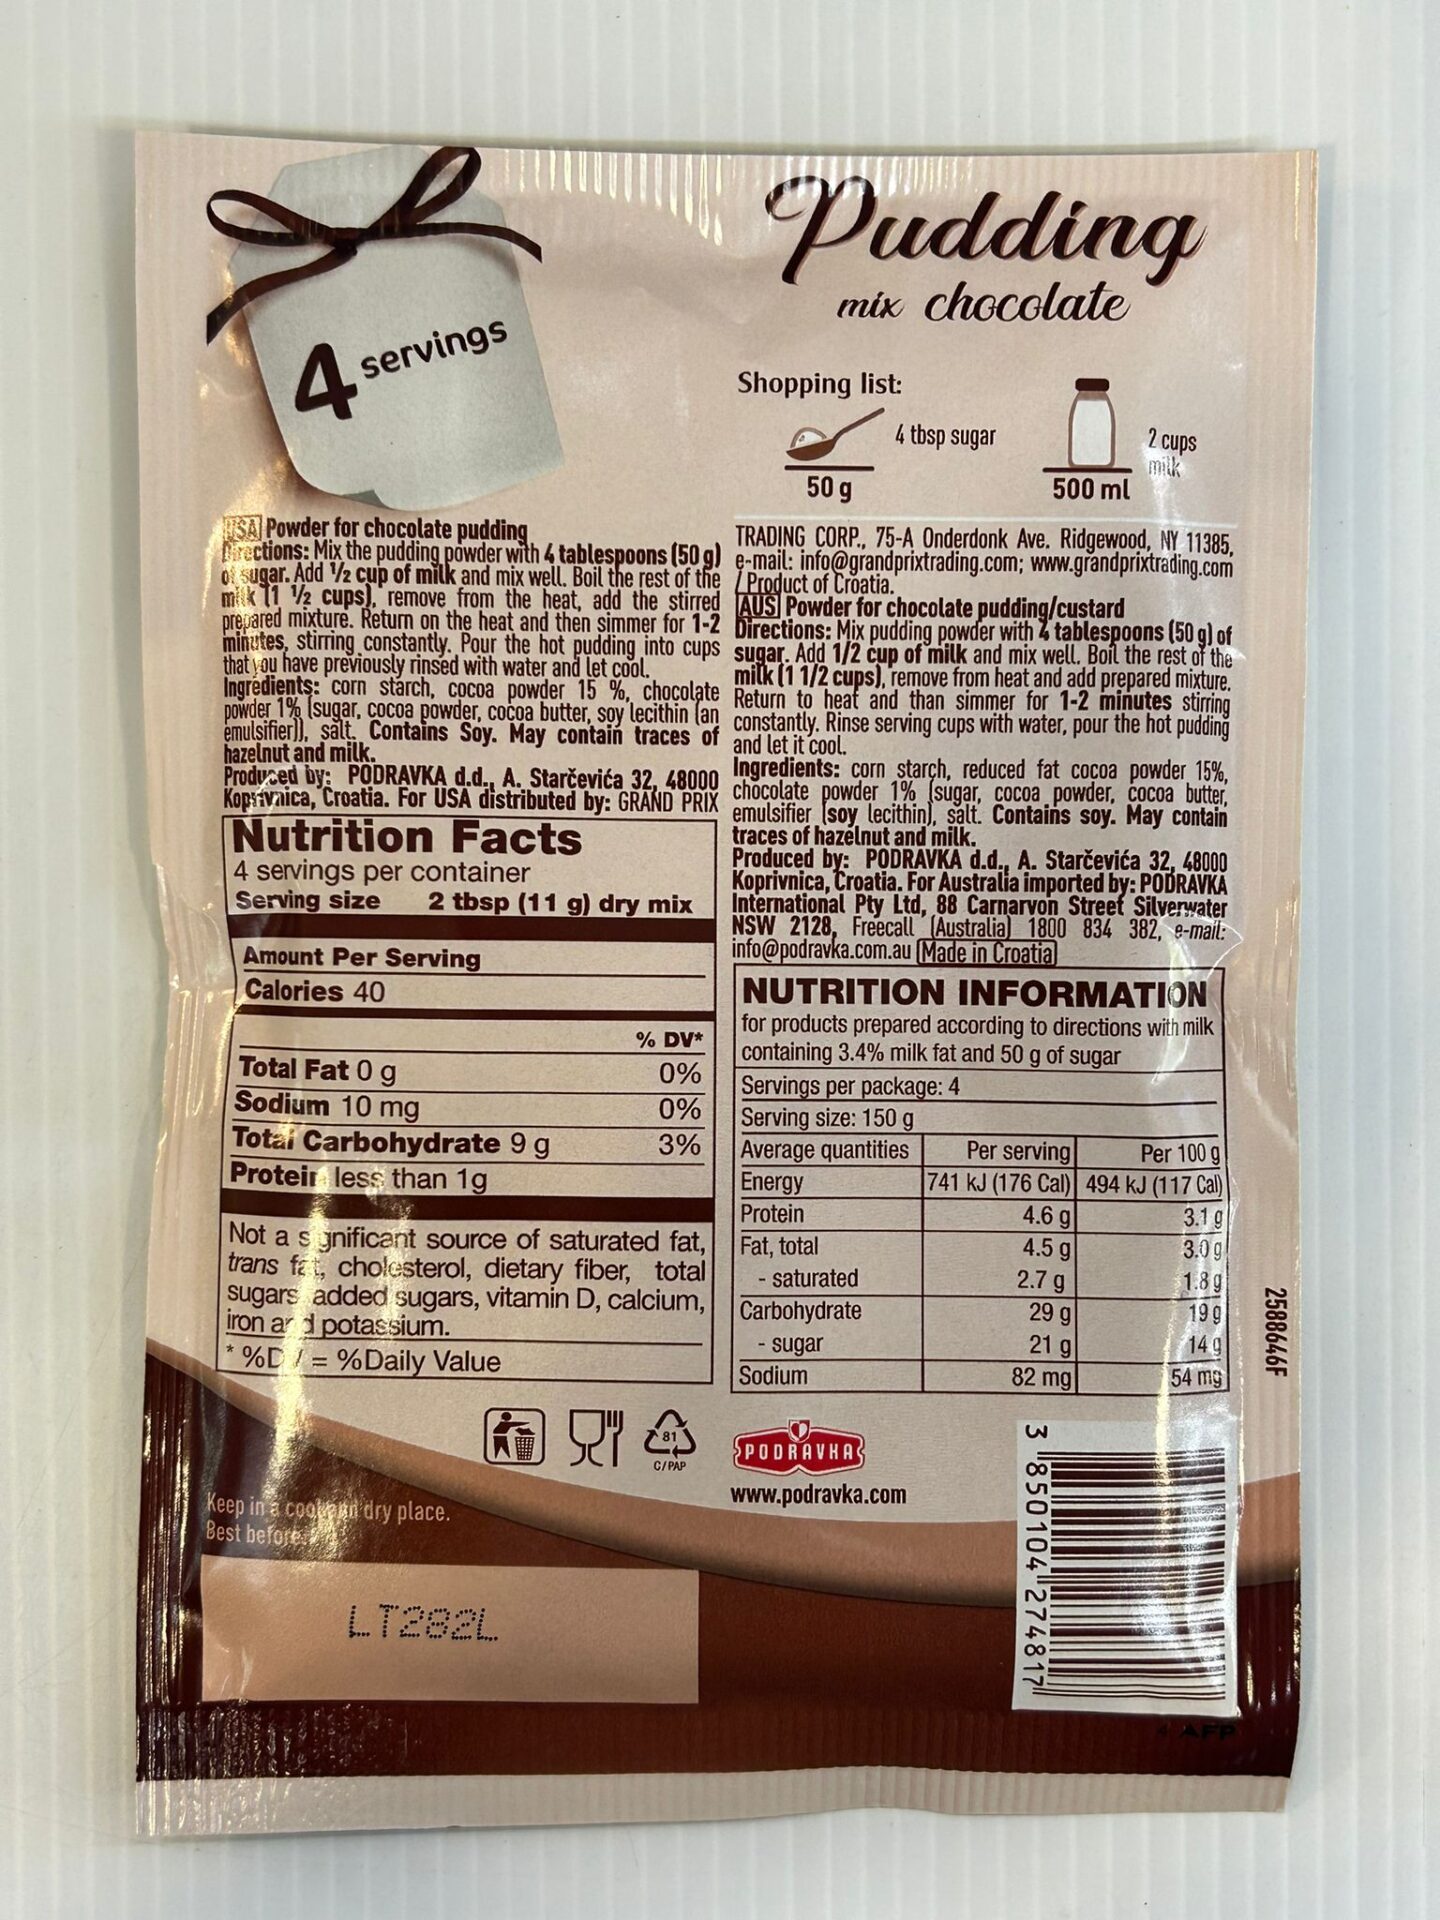 4 servings
Pudding
mix chocolate
Shopping list:
4 tbsp sugar
50 g
2 cups
milk
500 ml
USA Powder for chocolate pudding
Directions: Mix the pudding powder with 4 tablespoons (50 g)
of sugar. Add 1/2 cup of milk and mix well. Boil the rest of the
milk (1 1/2 cups), remove from the heat, add the stirred
prepared mixture. Return on the heat and then simmer for 1-2
minutes, stirring constantly. Pour the hot pudding into cups
that you have previously rinsed with water and let cool.
Ingredients: corn starch, cocoa powder 15 %, chocolate
powder 1% (sugar, cocoa powder, cocoa butter, soy lecithin (an
emulsifier)), salt. Contains Soy. May contain traces of
hazelnut and milk.
Produced by: PODRAVKA d.d., A. Starčevića 32, 48000
Koprivnica, Croatia. For USA distributed by: GRAND PRIX
TRADING CORP., 75-A Onderdonk Ave. Ridgewood, NY 11385,
e-mail: info@grandprixtrading.com; www.grandprixtrading.com
/ Product of Croatia.
AUS Powder for chocolate pudding/custard
Directions: Mix pudding powder with 4 tablespoons (50 g) of
sugar. Add 1/2 cup of milk and mix well. Boil the rest of the
milk (1 1/2 cups), remove from heat and add prepared mixture.
Return to heat and than simmer for 1-2 minutes stirring
constantly. Rinse serving cups with water, pour the hot pudding
and let it cool.
Ingredients: corn starch, reduced fat cocoa powder 15%,
chocolate powder 1% (sugar, cocoa powder, cocoa butter,
emulsifier (soy lecithin), salt. Contains soy. May contain
traces of hazelnut and milk.
Produced by: PODRAVKA d.d., A. Starčevića 32, 48000
Koprivnica, Croatia. For Australia imported by: PODRAVKA
International Pty Ltd, 88 Carnarvon Street Silverwater
NSW 2128, Freecall (Australia) 1800 834 382, e-mail:
info@podravka.com.au Made in Croatia
Nutrition Facts
4 servings per container
Serving size 2 tbsp (11 g) dry mix
Amount Per Serving
Calories 40
% DV*
Total Fat 0 g 0%
Sodium 10 mg 0%
Total Carbohydrate 9 g 3%
Protein less than 1g
Not a significant source of saturated fat,
trans fat, cholesterol, dietary fiber, total
sugars, added sugars, vitamin D, calcium,
iron and potassium.
* %DV = %Daily Value
NUTRITION INFORMATION
for products prepared according to directions with milk
containing 3.4% milk fat and 50 g of sugar
Servings per package: 4
Serving size: 150 g
Average quantities Per serving Per 100 g
Energy 741 kJ (176 Cal) 494 kJ (117 Cal)
Protein 4.6 g 3.1 g
Fat, total 4.5 g 3.0 g
- saturated 2.7 g 1.8 g
Carbohydrate 29 g 19 g
- sugar 21 g 14 g
Sodium 82 mg 54 mg
2588646F
81
C/PAP
PODRAVKA
www.podravka.com
Keep in a cool and dry place.
Best before:
LT282L
3 850104 274817
4 AFP